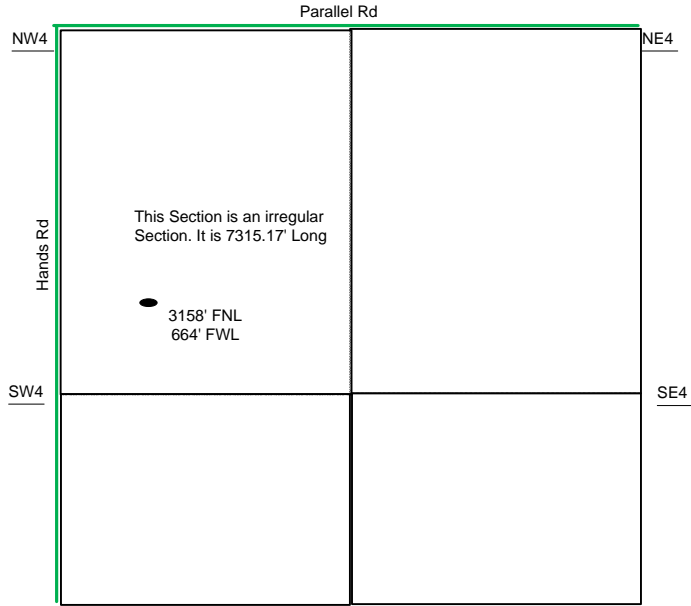 Parallel Rd
NW4
NE4
This Section is an irregular
Section. It is 7315.17' Long
Hands Rd
3158' FNL
664' FWL
SW4
SE4